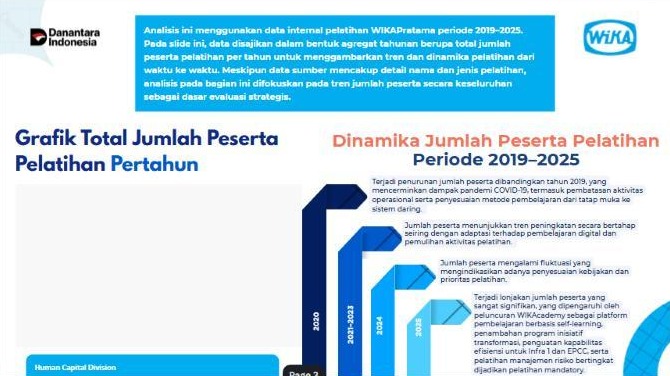 Danantara
Indonesia
Analisis ini menggunakan data internal pelatihan WIKAPratama periode 2019–2025.
Pada slide ini, data disajikan dalam bentuk agregat tahunan berupa total jumlah
peserta pelatihan per tahun untuk menggambarkan tren dan dinamika pelatihan dari
waktu ke waktu. Meskipun data sumber mencakup detail nama dan jenis pelatihan,
analisis pada bagian ini difokuskan pada tren jumlah peserta secara keseluruhan
sebagai dasar evaluasi strategis.
WIKA
Grafik Total Jumlah Peserta
Pelatihan Pertahun
Dinamika Jumlah Peserta Pelatihan
Periode 2019–2025
Terjadi penurunan jumlah peserta dibandingkan tahun 2019, yang
mencerminkan dampak pandemi COVID-19, termasuk pembatasan aktivitas
operasional serta penyesuaian metode pembelajaran dari tatap muka ke
sistem daring.
Jumlah peserta menunjukkan tren peningkatan secara bertahap
seiring dengan adaptasi terhadap pembelajaran digital dan
pemulihan aktivitas pelatihan.
Jumlah peserta mengalami fluktuasi yang
mengindikasikan adanya penyesuaian kebijakan dan
prioritas pelatihan.
Terjadi lonjakan jumlah peserta yang
sangat signifikan, yang dipengaruhi oleh
peluncuran WIKAcademy sebagai platform
pembelajaran berbasis self-learning,
penambahan program inisiatif
transformasi, penguatan kapabilitas
efisiensi untuk Infra 1 dan EPCC, serta
pelatihan manajemen risiko bertingkat
dijadikan pelatihan mandatory.
2020
2021-2023
2024
2025
Human Capital Division
Page 3